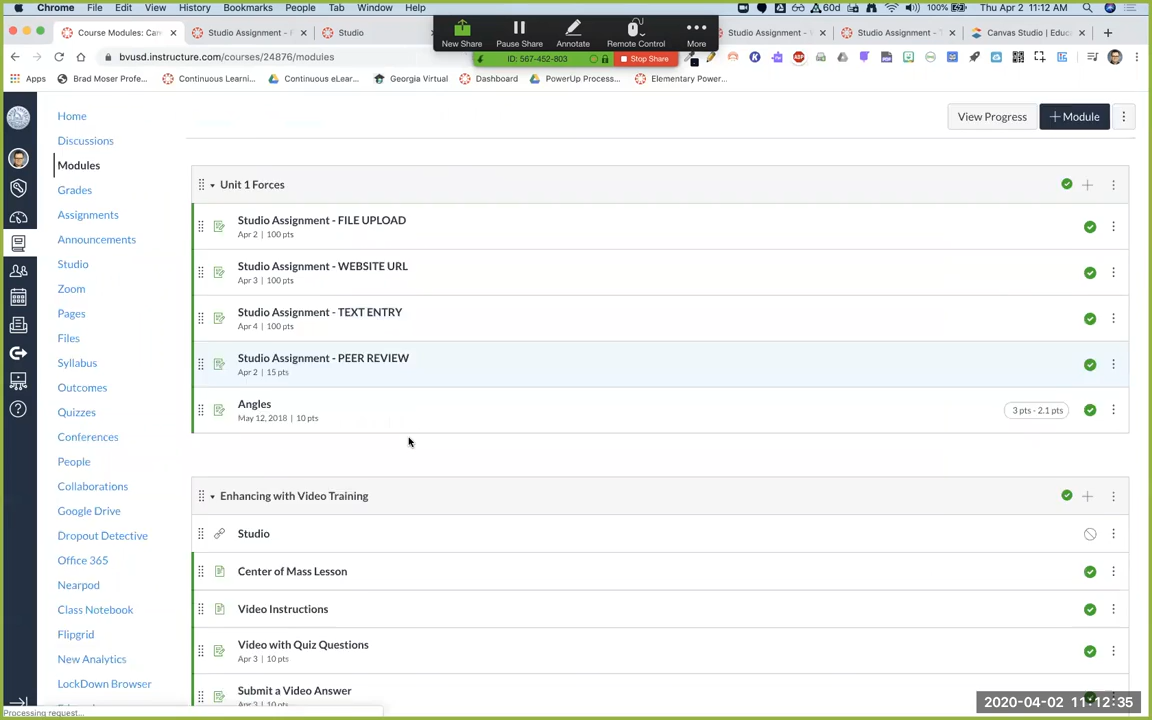 Chrome File Edit View History Bookmarks People Tab Window Help
60d 100% Thu Apr 2 11:12 AM
Course Modules: Can
Studio Assignment -
Studio
Studio Assignment -
Studio Assignment -
Canvas Studio | Educ
New Share Pause Share Annotate Remote Control More
ID: 567-452-803 Stop Share
bvusd.instructure.com/courses/24876/modules
Apps Brad Moser Profe... Continuous Learni... Continuous eLear... Georgia Virtual Dashboard PowerUp Process... Elementary Power...
Home
Discussions
Modules
Grades
Assignments
Announcements
Studio
Zoom
Pages
Files
Syllabus
Outcomes
Quizzes
Conferences
People
Collaborations
Google Drive
Dropout Detective
Office 365
Nearpod
Class Notebook
Flipgrid
New Analytics
LockDown Browser
View Progress
+ Module
Unit 1 Forces
Studio Assignment - FILE UPLOAD
Apr 2 | 100 pts
Studio Assignment - WEBSITE URL
Apr 3 | 100 pts
Studio Assignment - TEXT ENTRY
Apr 4 | 100 pts
Studio Assignment - PEER REVIEW
Apr 2 | 15 pts
Angles
May 12, 2018 | 10 pts
3 pts - 2.1 pts
Enhancing with Video Training
Studio
Center of Mass Lesson
Video Instructions
Video with Quiz Questions
Apr 3 | 10 pts
Submit a Video Answer
Apr 3 | 10 pts
Processing request...
2020-04-02 11:12:35